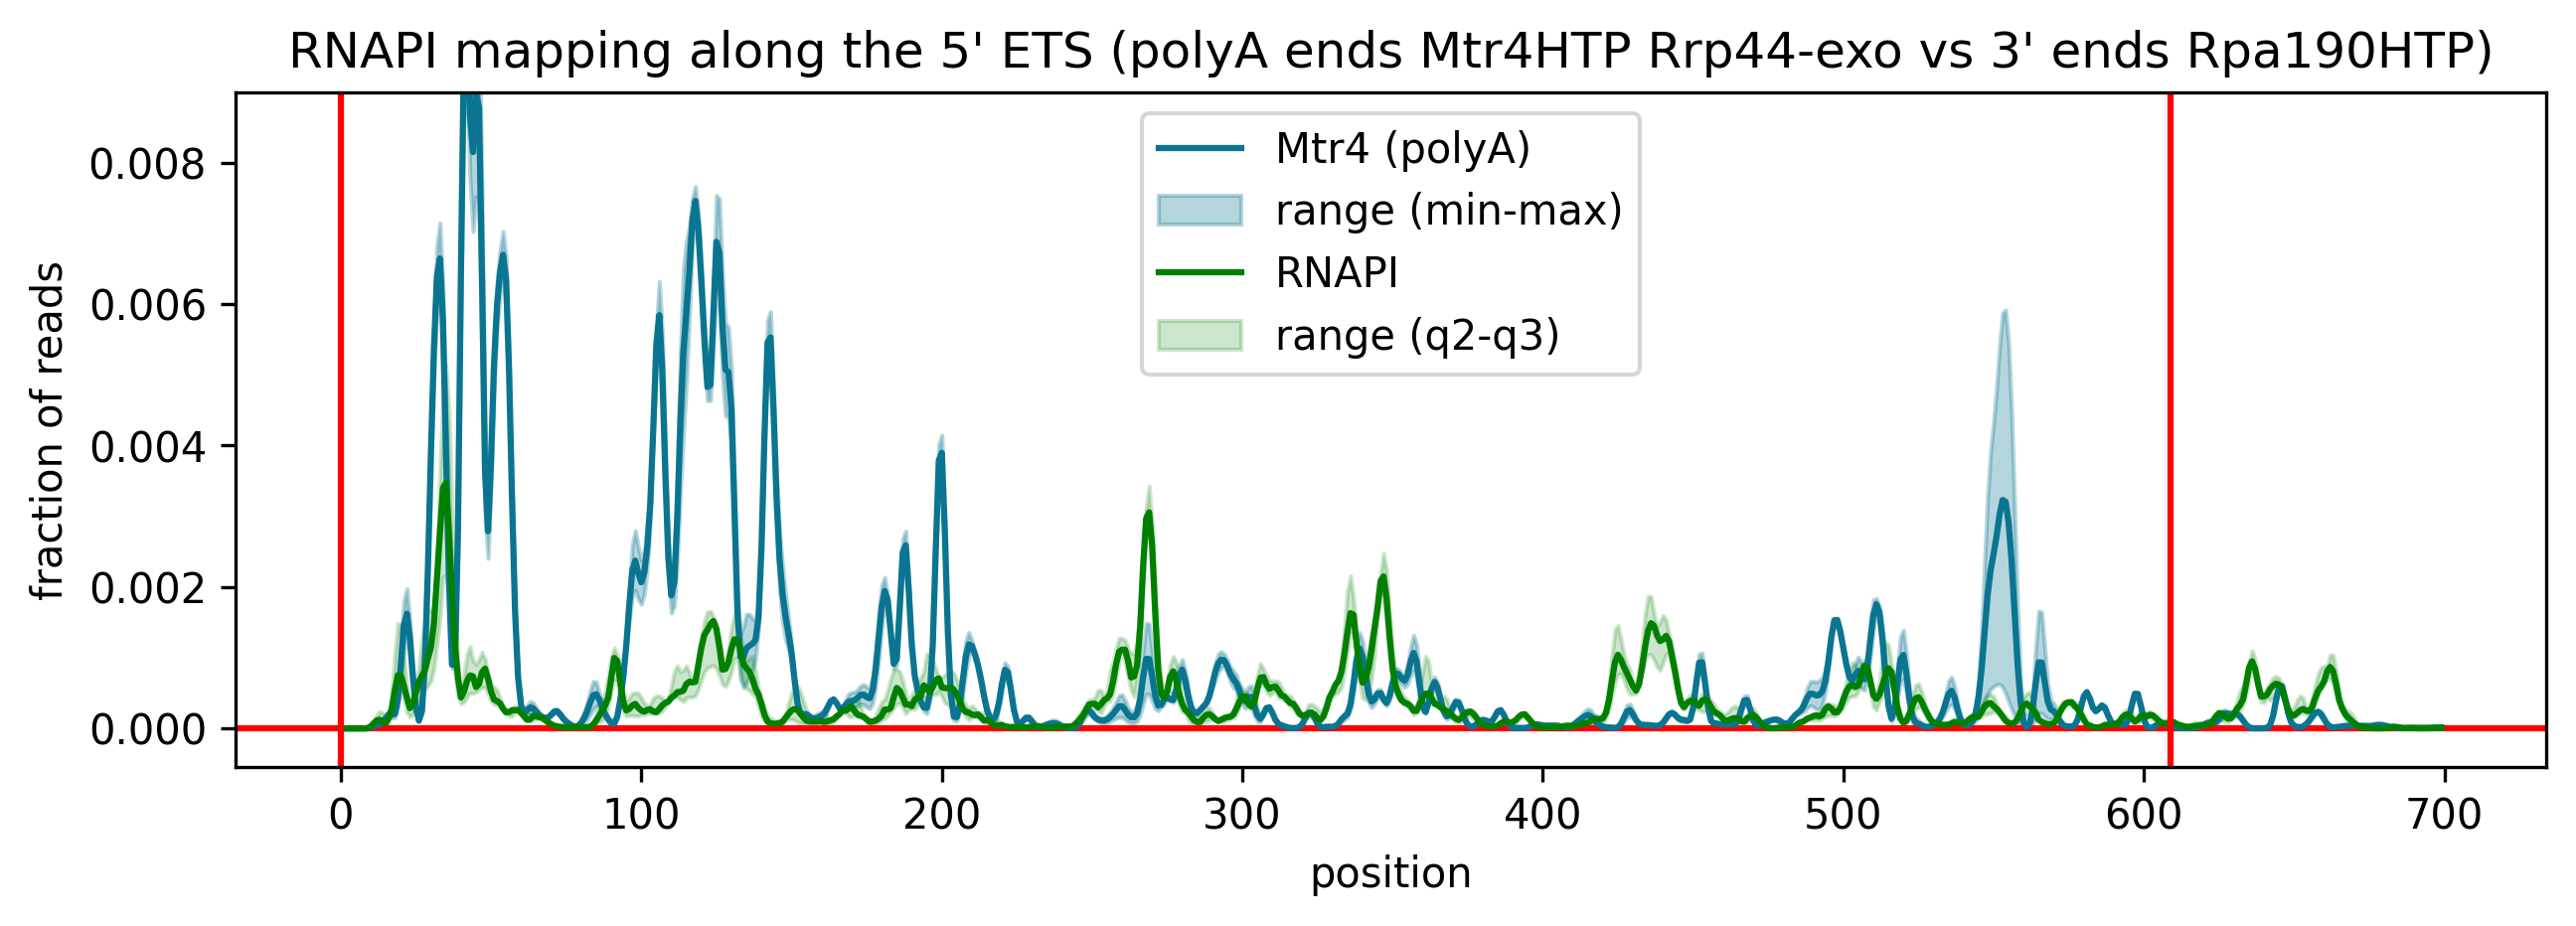 RNAPI mapping along the 5' ETS (polyA ends Mtr4HTP Rrp44-exo vs 3' ends Rpa190HTP)
Mtr4 (polyA)
range (min-max)
RNAPI
range (q2-q3)
fraction of reads
0.008
0.006
0.004
0.002
0.000
0 100 200 300 400 500 600 700
position